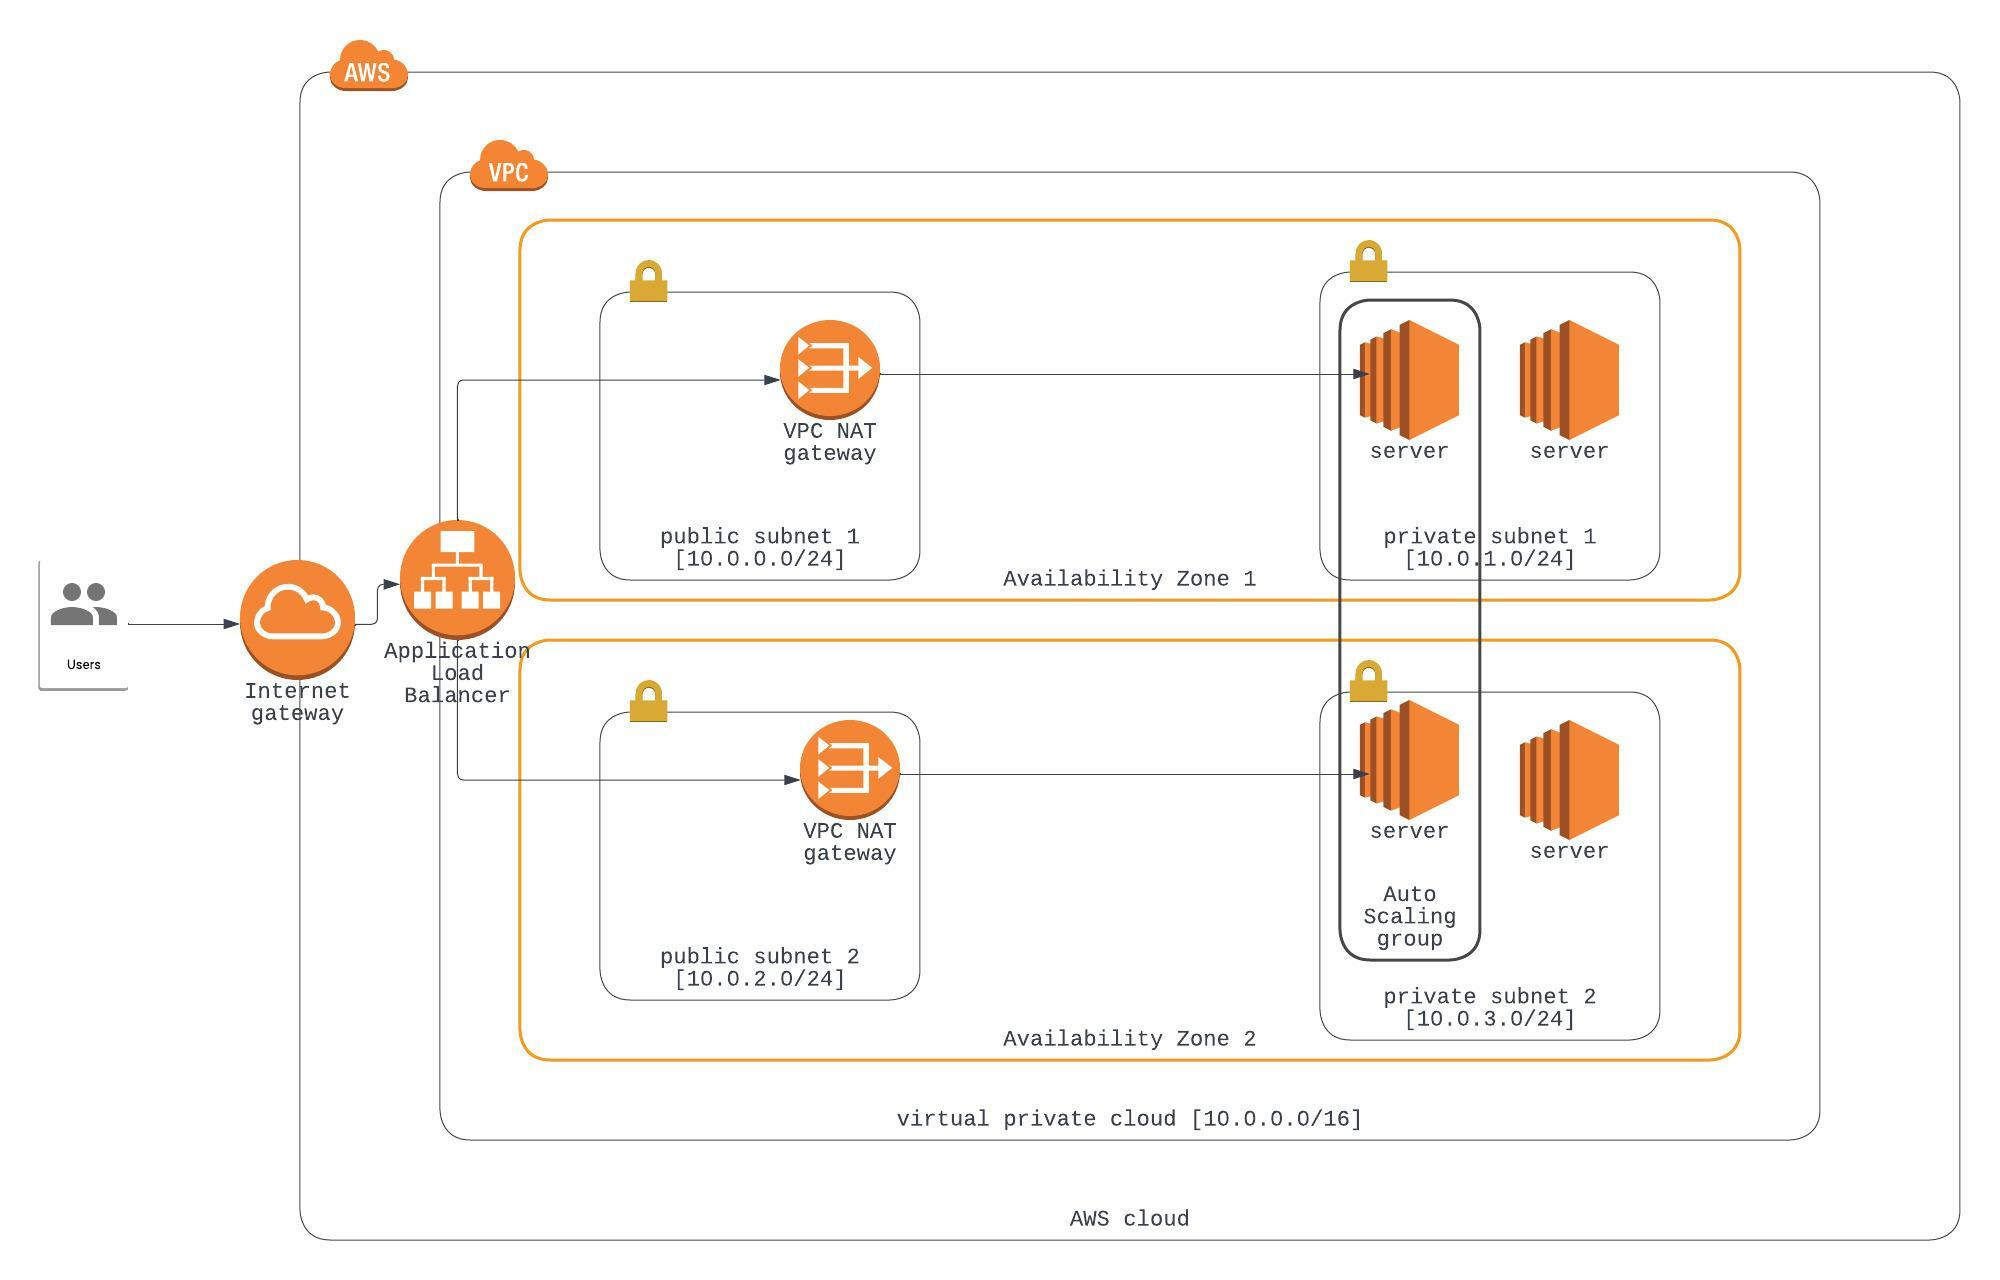 AWS
VPC
VPC NAT
gateway
server
server
public subnet 1
[10.0.0.0/24]
private subnet 1
[10.0.1.0/24]
Availability Zone 1
Users
Internet
gateway
Application
Load
Balancer
VPC NAT
gateway
server
server
Auto
Scaling
group
public subnet 2
[10.0.2.0/24]
private subnet 2
[10.0.3.0/24]
Availability Zone 2
virtual private cloud [10.0.0.0/16]
AWS cloud